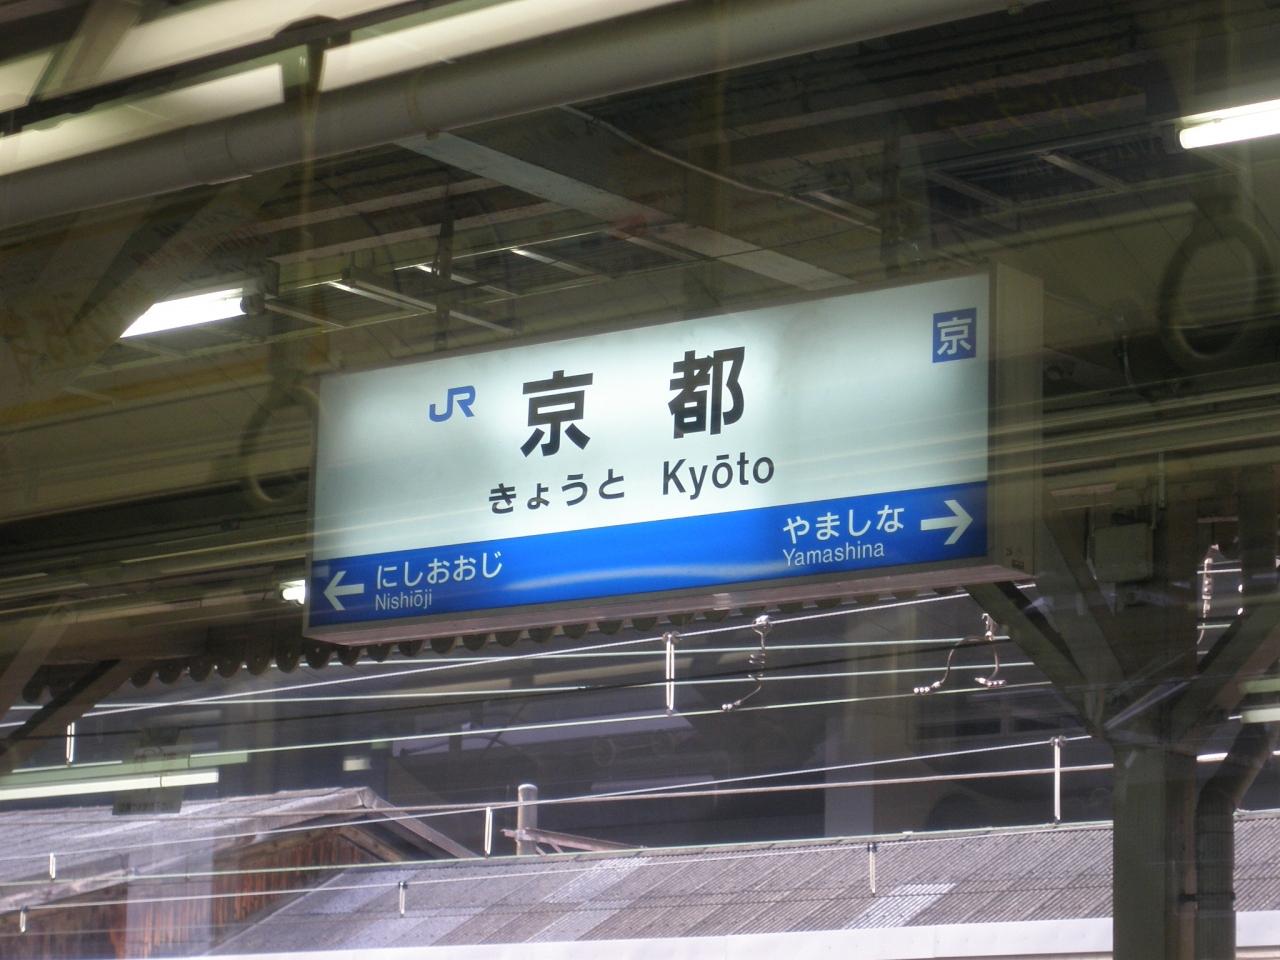 JR 京都 京
きょうと Kyōto
← にしおおじ
Nishiōji
やましな →
Yamashina